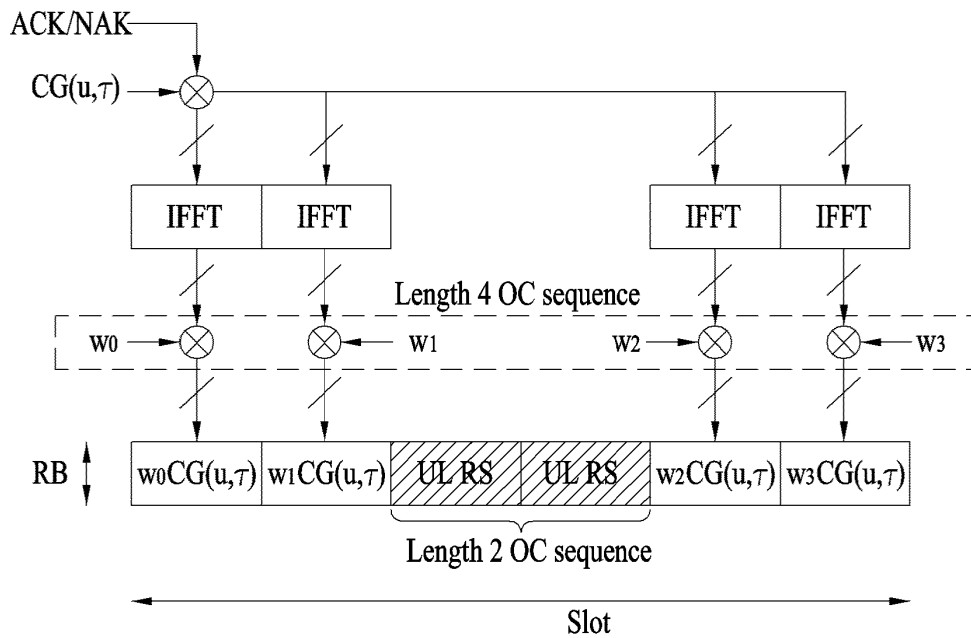 ACK/NAK
CG(u,τ)
IFFT IFFT IFFT IFFT
Length 4 OC sequence
W0 W1 W2 W3
RB w0CG(u,τ) w1CG(u,τ) UL RS UL RS w2CG(u,τ) w3CG(u,τ)
Length 2 OC sequence
Slot